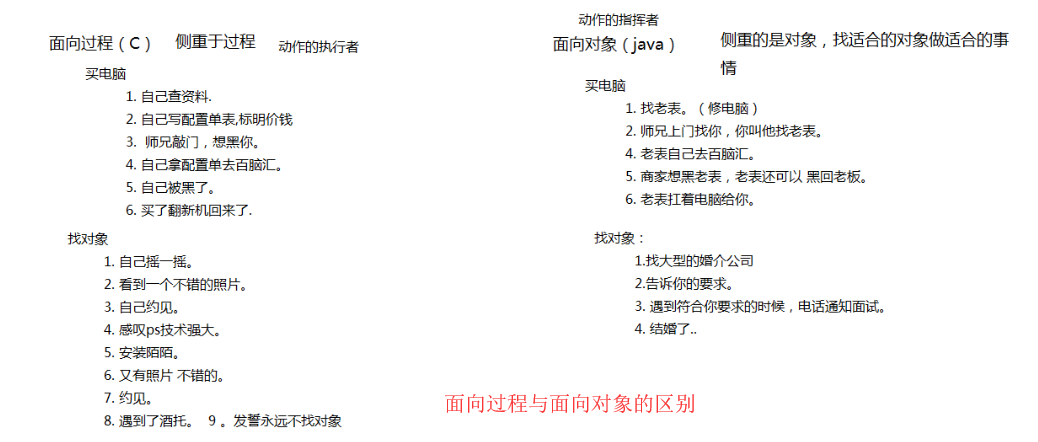 面向过程（C）  侧重于过程  动作的执行者
买电脑
1. 自己查资料.
2. 自己写配置单表,标明价钱
3. 师兄敲门，想黑你。
4. 自己拿配置单去百脑汇。
5. 自己被黑了。
6. 买了翻新机回来了.
找对象
1. 自己摇一摇。
2. 看到一个不错的照片。
3. 自己约见。
4. 感叹ps技术强大。
5. 安装陌陌。
6. 又有照片 不错的。
7. 约见。
8. 遇到了酒托。 9 。发誓永远不找对象
动作的指挥者
面向对象（java）  侧重的是对象，找适合的对象做适合的事
情
买电脑
1. 找老表。（修电脑）
2. 师兄上门找你，你叫他找老表。
4. 老表自己去百脑汇。
5. 商家想黑老表，老表还可以 黑回老板。
6. 老表扛着电脑给你。
找对象：
1.找大型的婚介公司
2.告诉你的要求。
3. 遇到符合你要求的时候，电话通知面试。
4. 结婚了..
面向过程与面向对象的区别